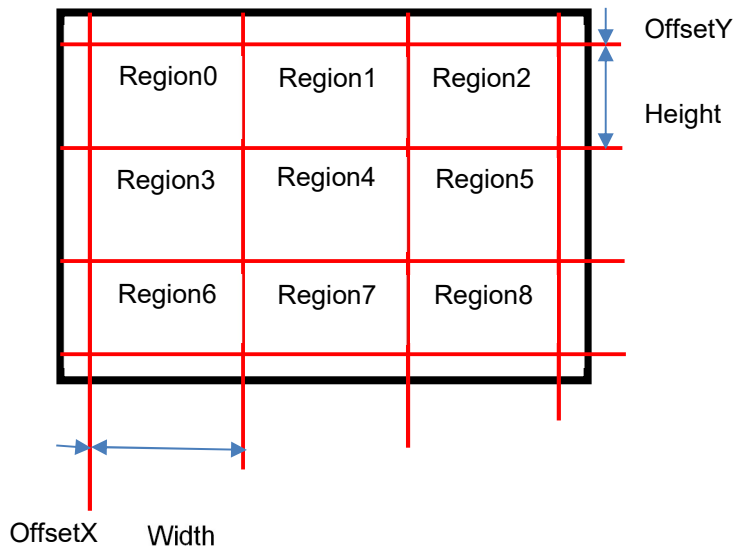 OffsetY
Region0 Region1 Region2
Height
Region3 Region4 Region5
Region6 Region7 Region8
OffsetX Width